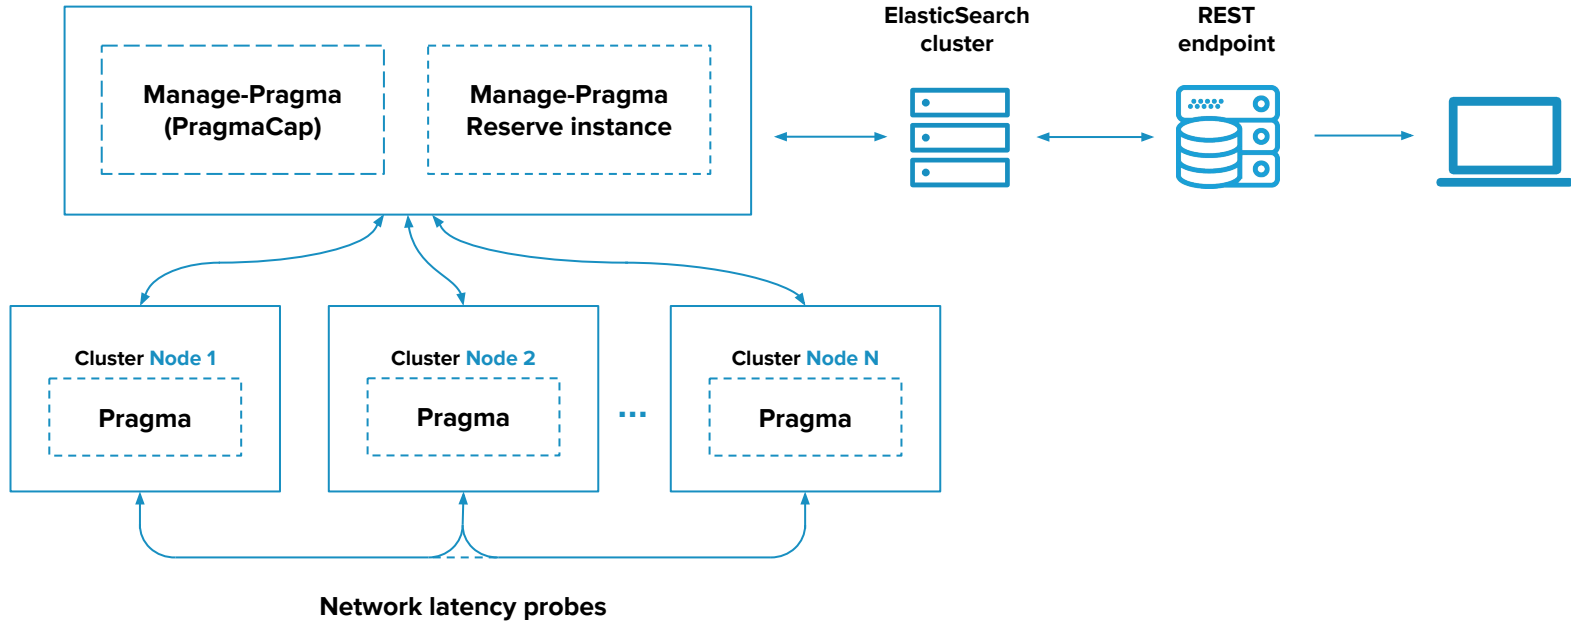 ElasticSearch
cluster
REST
endpoint
Manage-Pragma
(PragmaCap)
Manage-Pragma
Reserve instance
Cluster Node 1
Pragma
Cluster Node 2
Pragma
...
Cluster Node N
Pragma
Network latency probes